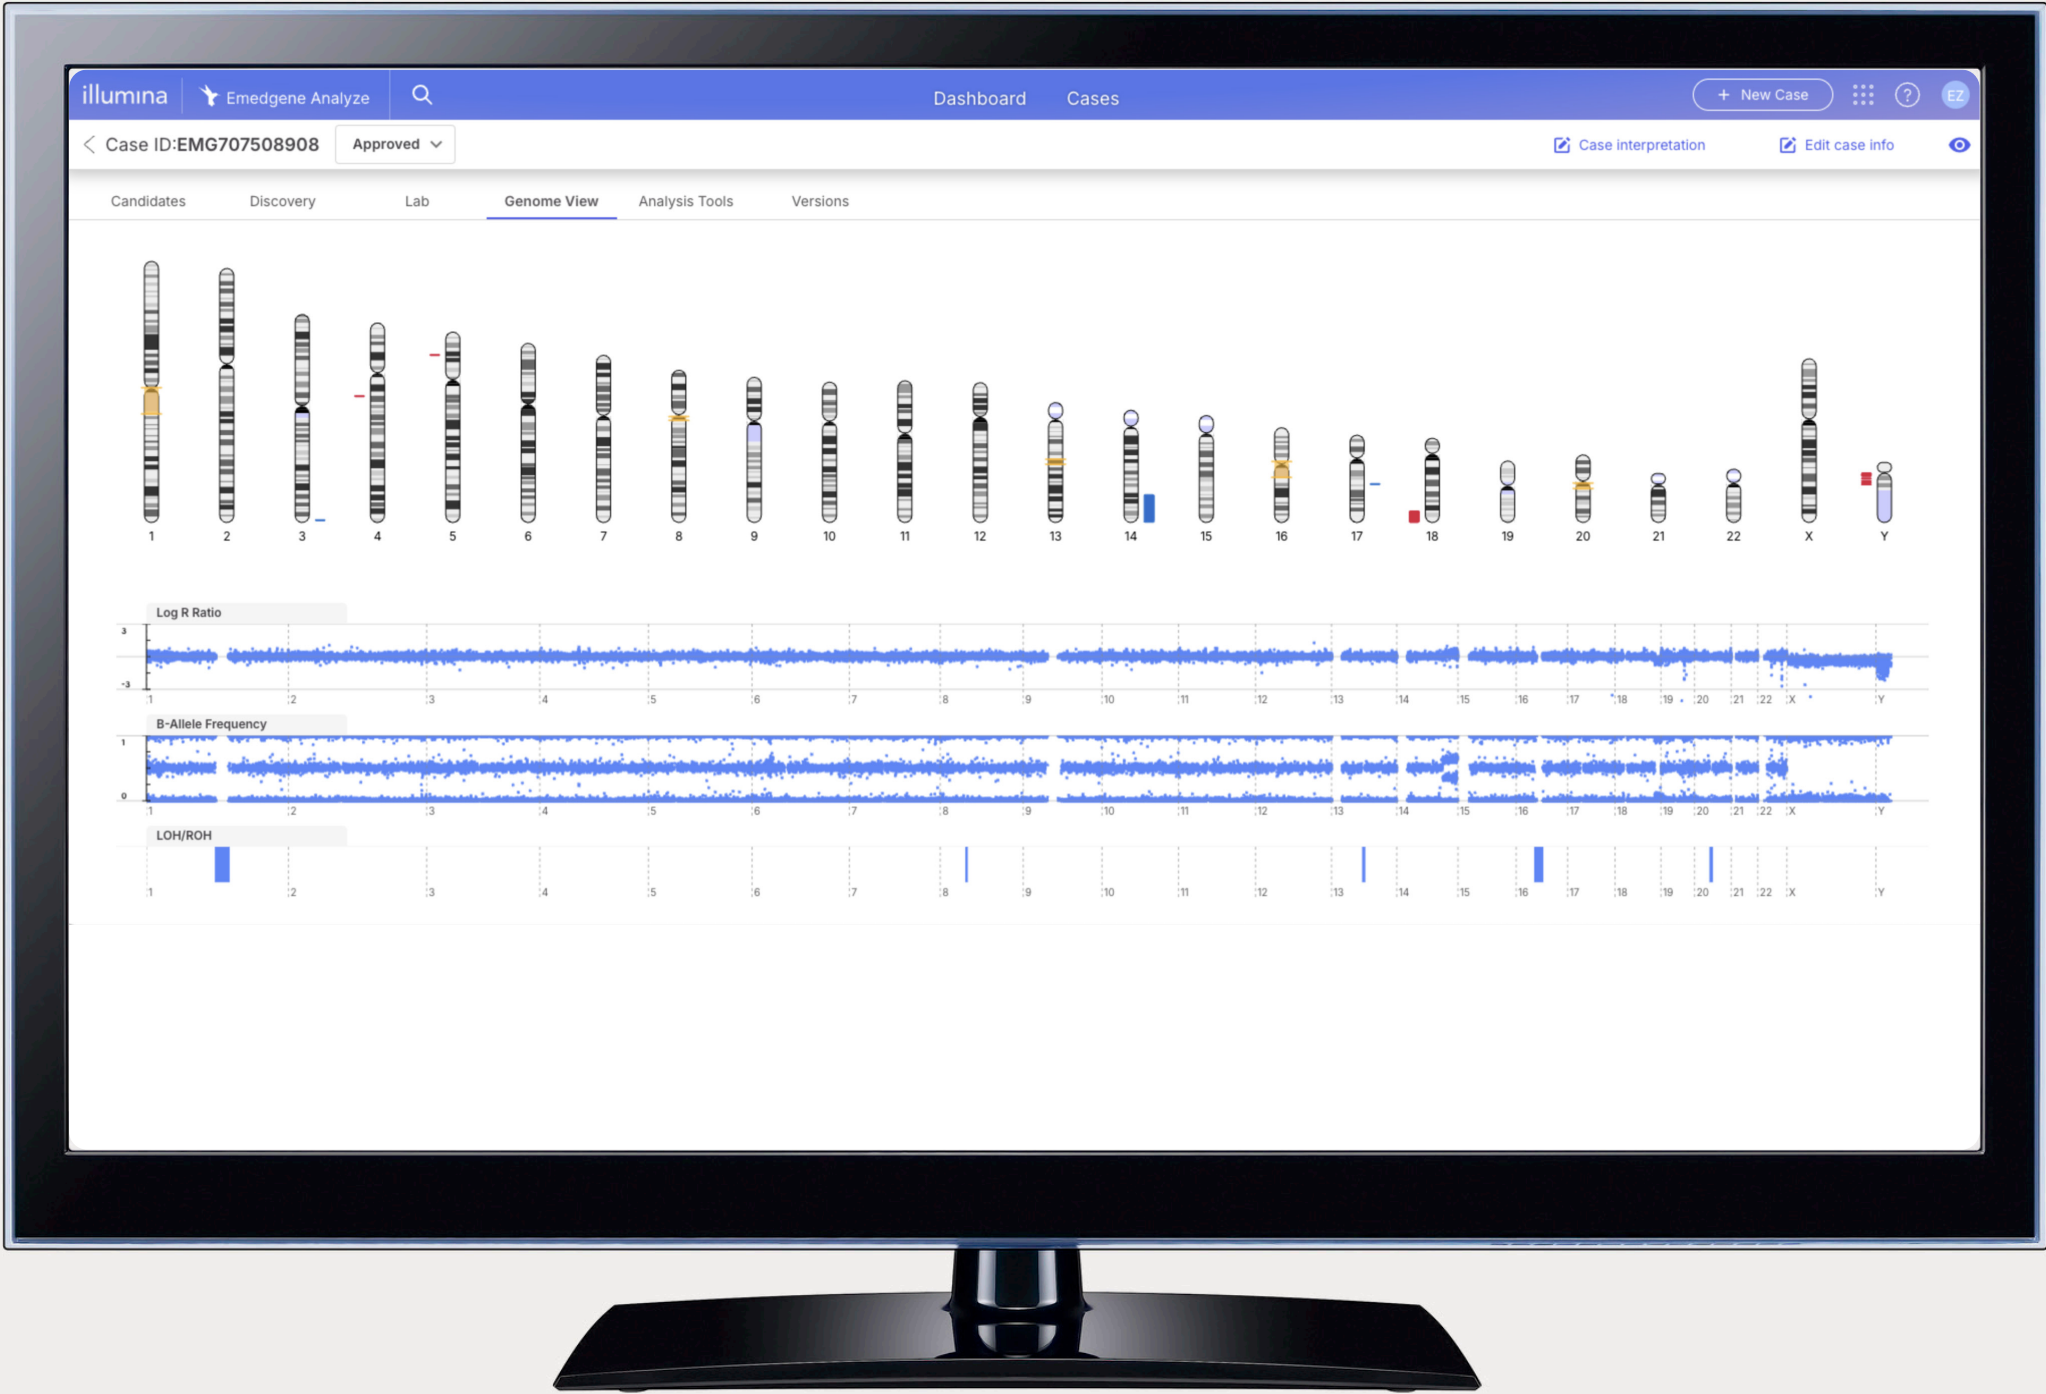 illumina Emedgene Analyze Dashboard Cases + New Case ? EZ
Case ID:EMG707508908 Approved Case interpretation Edit case info
Candidates Discovery Lab Genome View Analysis Tools Versions
1 2 3 4 5 6 7 8 9 10 11 12 13 14 15 16 17 18 19 20 21 22 X Y
Log R Ratio
3
-3
1 2 3 4 5 6 7 8 9 10 11 12 13 14 15 16 17 18 19 20 21 22 X Y
B-Allele Frequency
1
0
1 2 3 4 5 6 7 8 9 10 11 12 13 14 15 16 17 18 19 20 21 22 X Y
LOH/ROH
1 2 3 4 5 6 7 8 9 10 11 12 13 14 15 16 17 18 19 20 21 22 X Y